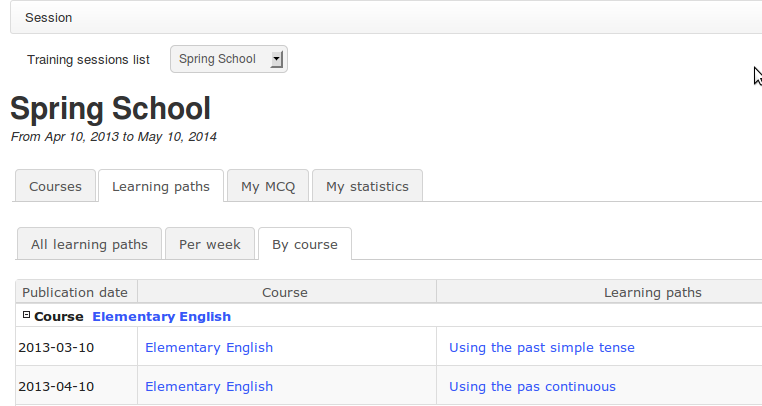 Session
Training sessions list Spring School
Spring School
From Apr 10, 2013 to May 10, 2014
Courses Learning paths My MCQ My statistics
All learning paths Per week By course
Publication date Course Learning paths
Course Elementary English
2013-03-10 Elementary English Using the past simple tense
2013-04-10 Elementary English Using the pas continuous